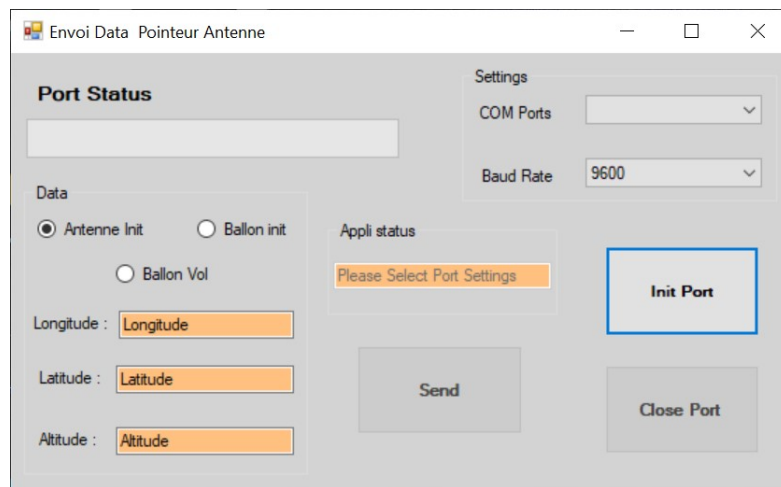 Envoi Data  Pointeur Antenne
Settings
Port Status
COM Ports
Baud Rate 9600
Data
Antenne Init Ballon init
Ballon Vol
Appli status
Please Select Port Settings
Init Port
Longitude : Longitude
Latitude : Latitude
Send
Close Port
Altitude : Altitude